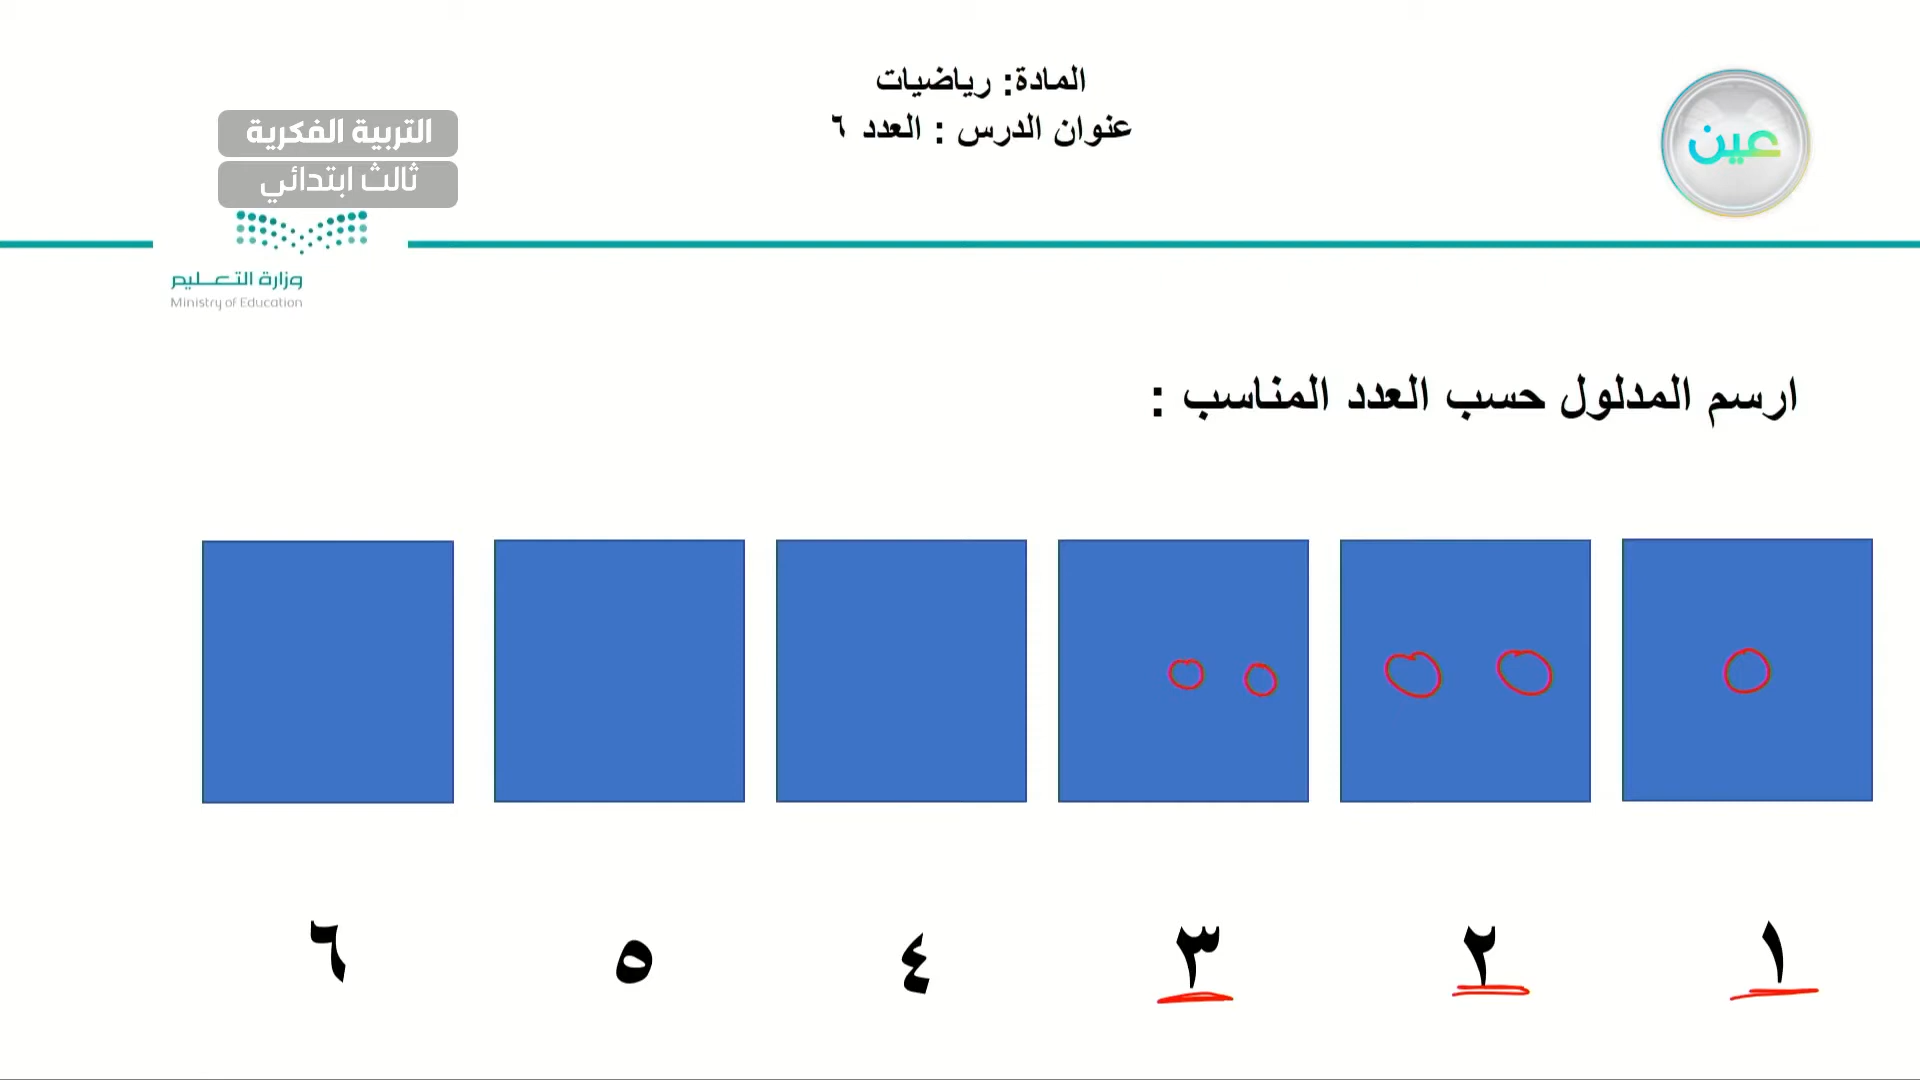 المادة: رياضيات
عنوان الدرس : العدد ٦
عين
التربية الفكرية
ثالث ابتدائي
وزارة التعليم
Ministry of Education
ارسم المدلول حسب العدد المناسب :
١ ٢ ٣ ٤ ٥ ٦